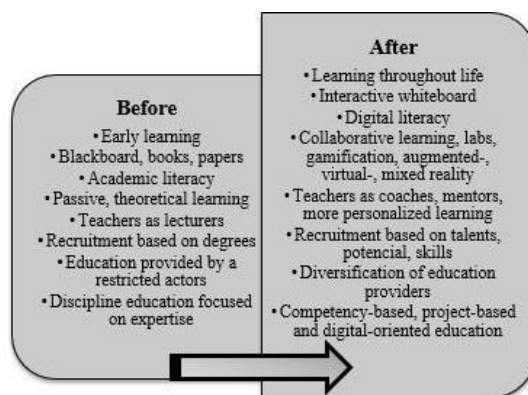 Before
• Early learning
• Blackboard, books, papers
• Academic literacy
• Passive, theoretical learning
• Teachers as lecturers
• Recruitment based on degrees
• Education provided by a
restricted actors
• Discipline education focused
on expertise
After
• Learning throughout life
• Interactive whiteboard
• Digital literacy
• Collaborative learning, labs,
gamification, augmented-,
virtual-, mixed reality
• Teachers as coaches, mentors,
more personalized learning
• Recruitment based on talents,
potencial, skills
• Diversification of education
providers
• Competency-based, project-based
and digital-oriented education